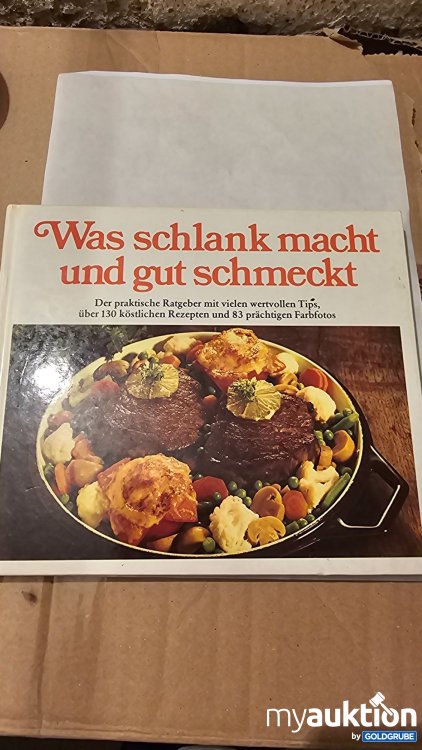 Was schlank macht
und gut schmeckt
Der praktische Ratgeber mit vielen wertvollen Tips,
über 130 köstlichen Rezepten und 83 prächtigen Farbfotos
myauktion
by GOLDGRUBE